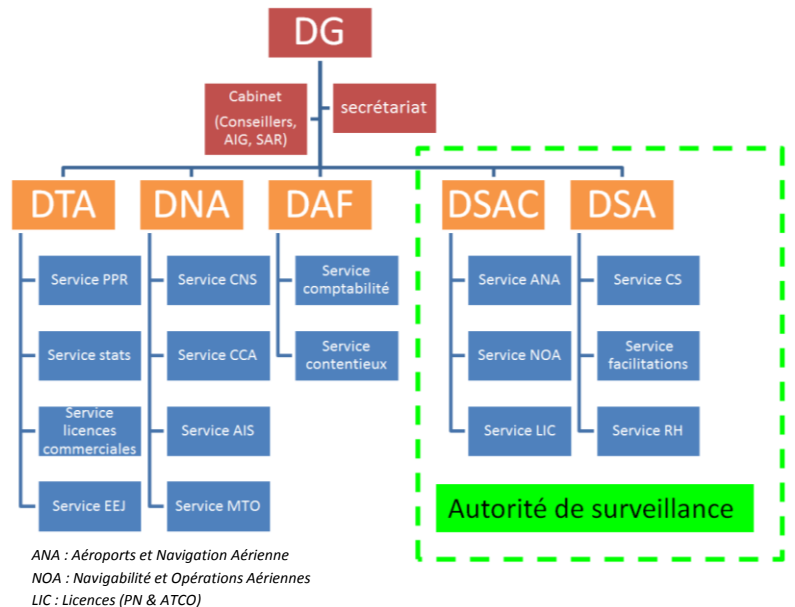 DG
Cabinet
(Conseillers,
AIG, SAR)
secrétariat
DTA
DNA
DAF
DSAC
DSA
Service PPR
Service CNS
Service
comptabilité
Service ANA
Service CS
Service stats
Service CCA
Service
contentieux
Service NOA
Service
facilitations
Service
licences
commerciales
Service AIS
Service LIC
Service RH
Service EEJ
Service MTO
Autorité de surveillance
ANA : Aéroports et Navigation Aérienne
NOA : Navigabilité et Opérations Aériennes
LIC : Licences (PN & ATCO)